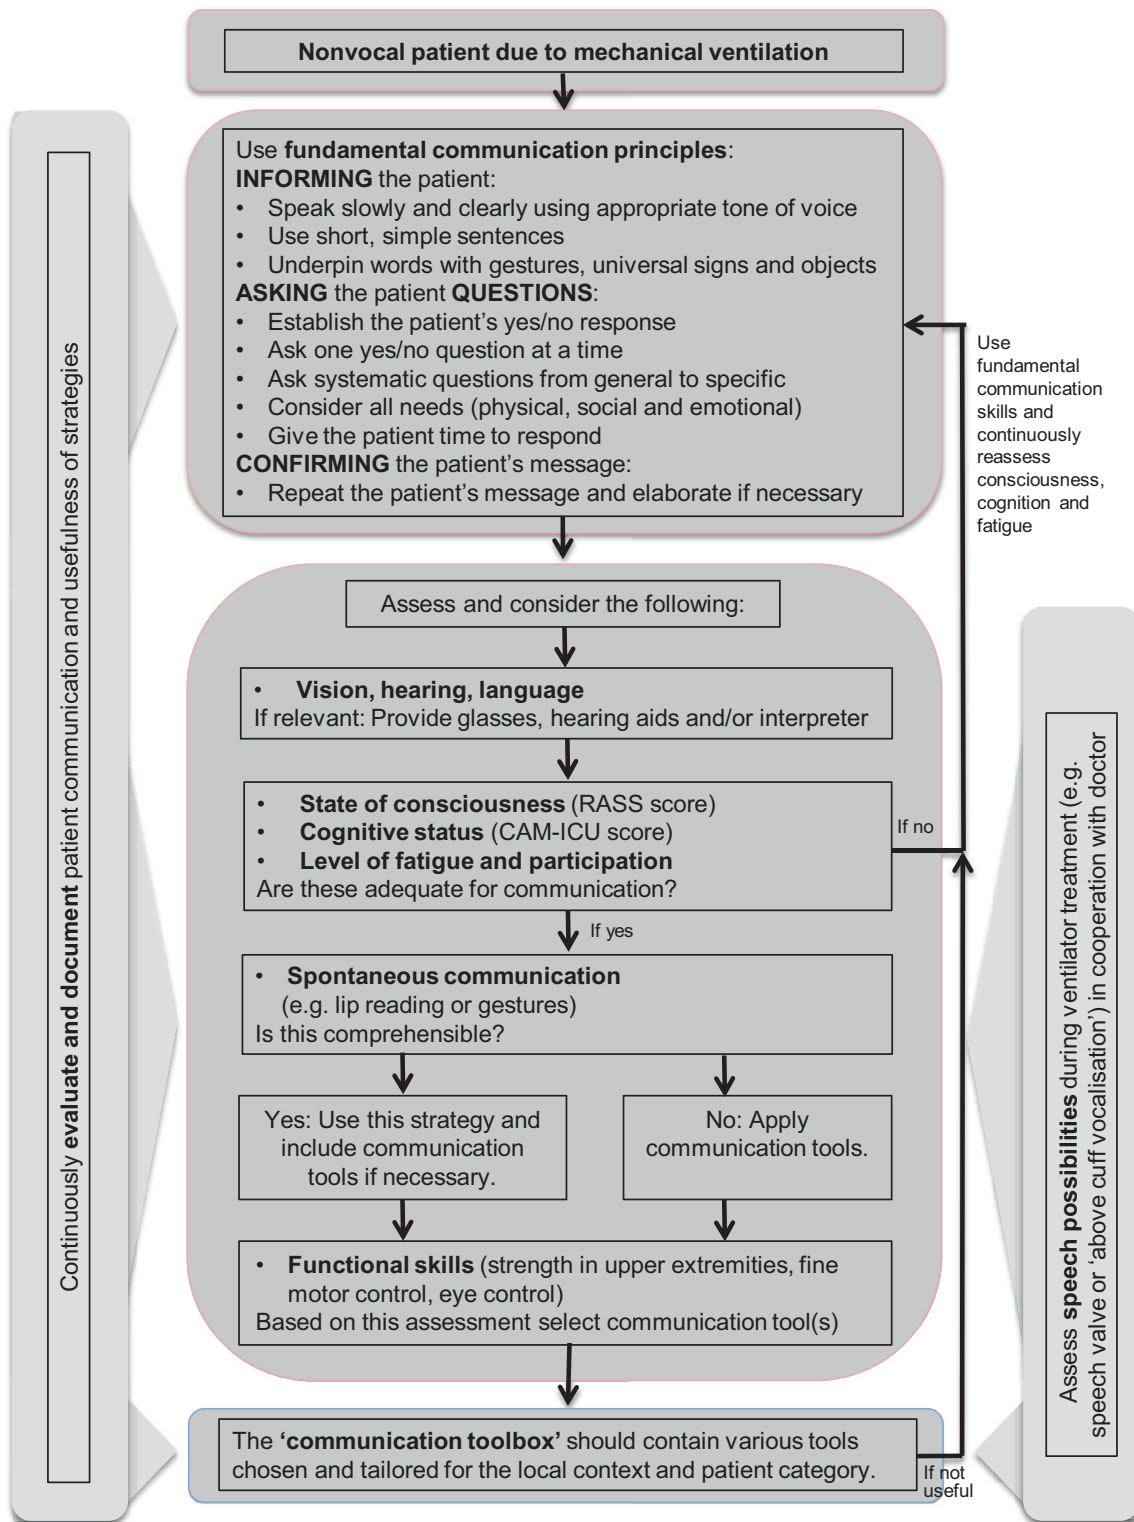 Nonvocal patient due to mechanical ventilation
Use fundamental communication principles:
INFORMING the patient:
• Speak slowly and clearly using appropriate tone of voice
• Use short, simple sentences
• Underpin words with gestures, universal signs and objects
ASKING the patient QUESTIONS:
• Establish the patient's yes/no response
• Ask one yes/no question at a time
• Ask systematic questions from general to specific
• Consider all needs (physical, social and emotional)
• Give the patient time to respond
CONFIRMING the patient's message:
• Repeat the patient's message and elaborate if necessary
Use
fundamental
communication
skills and
continuously
reassess
consciousness,
cognition and
fatigue
Continuously evaluate and document patient communication and usefulness of strategies
Assess and consider the following:
• Vision, hearing, language
If relevant: Provide glasses, hearing aids and/or interpreter
• State of consciousness (RASS score)
• Cognitive status (CAM-ICU score)
• Level of fatigue and participation
Are these adequate for communication?
If no
If yes
• Spontaneous communication
(e.g. lip reading or gestures)
Is this comprehensible?
Yes: Use this strategy and
include communication
tools if necessary.
No: Apply
communication tools.
• Functional skills (strength in upper extremities, fine
motor control, eye control)
Based on this assessment select communication tool(s)
The 'communication toolbox' should contain various tools
chosen and tailored for the local context and patient category.
If not
useful
Assess speech possibilities during ventilator treatment (e.g.
speech valve or 'above cuff vocalisation') in cooperation with doctor